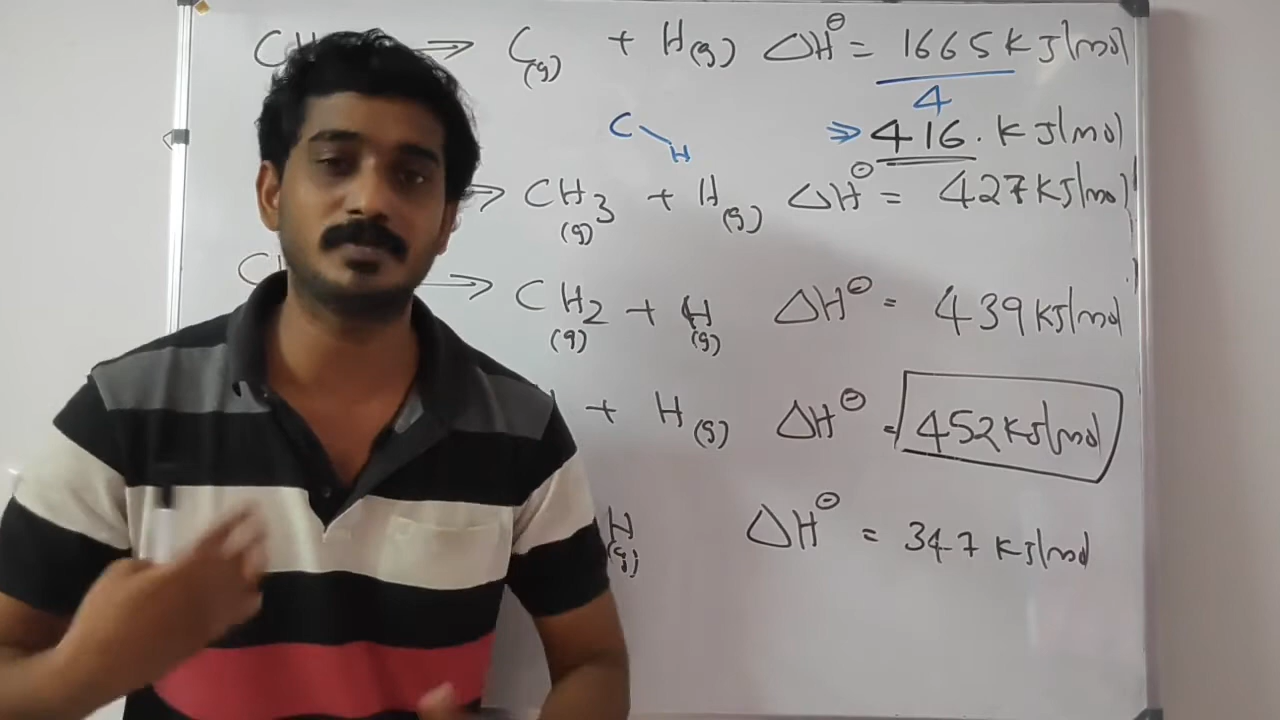 CH → C(g) + H(g) ΔH⊖ = 1665 KJ/mol
4
C H ⇒ 416. KJ/mol
→ CH3(g) + H(g) ΔH⊖ = 427 KJ/mol
C → CH2(g) + H(g) ΔH⊖ = 439 KJ/mol
+ H(g) ΔH⊖ = 452 KJ/mol
H(g) ΔH⊖ = 347 KJ/mol